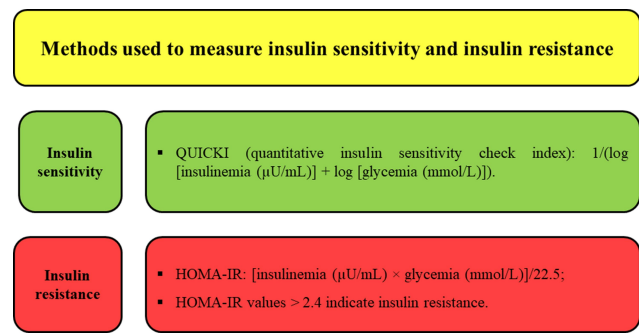 Methods used to measure insulin sensitivity and insulin resistance
Insulin
sensitivity
▪ QUICKI (quantitative insulin sensitivity check index): 1/(log
[insulinemia (μU/mL)] + log [glycemia (mmol/L)]).
Insulin
resistance
▪ HOMA-IR: [insulinemia (μU/mL) × glycemia (mmol/L)]/22.5;
▪ HOMA-IR values > 2.4 indicate insulin resistance.